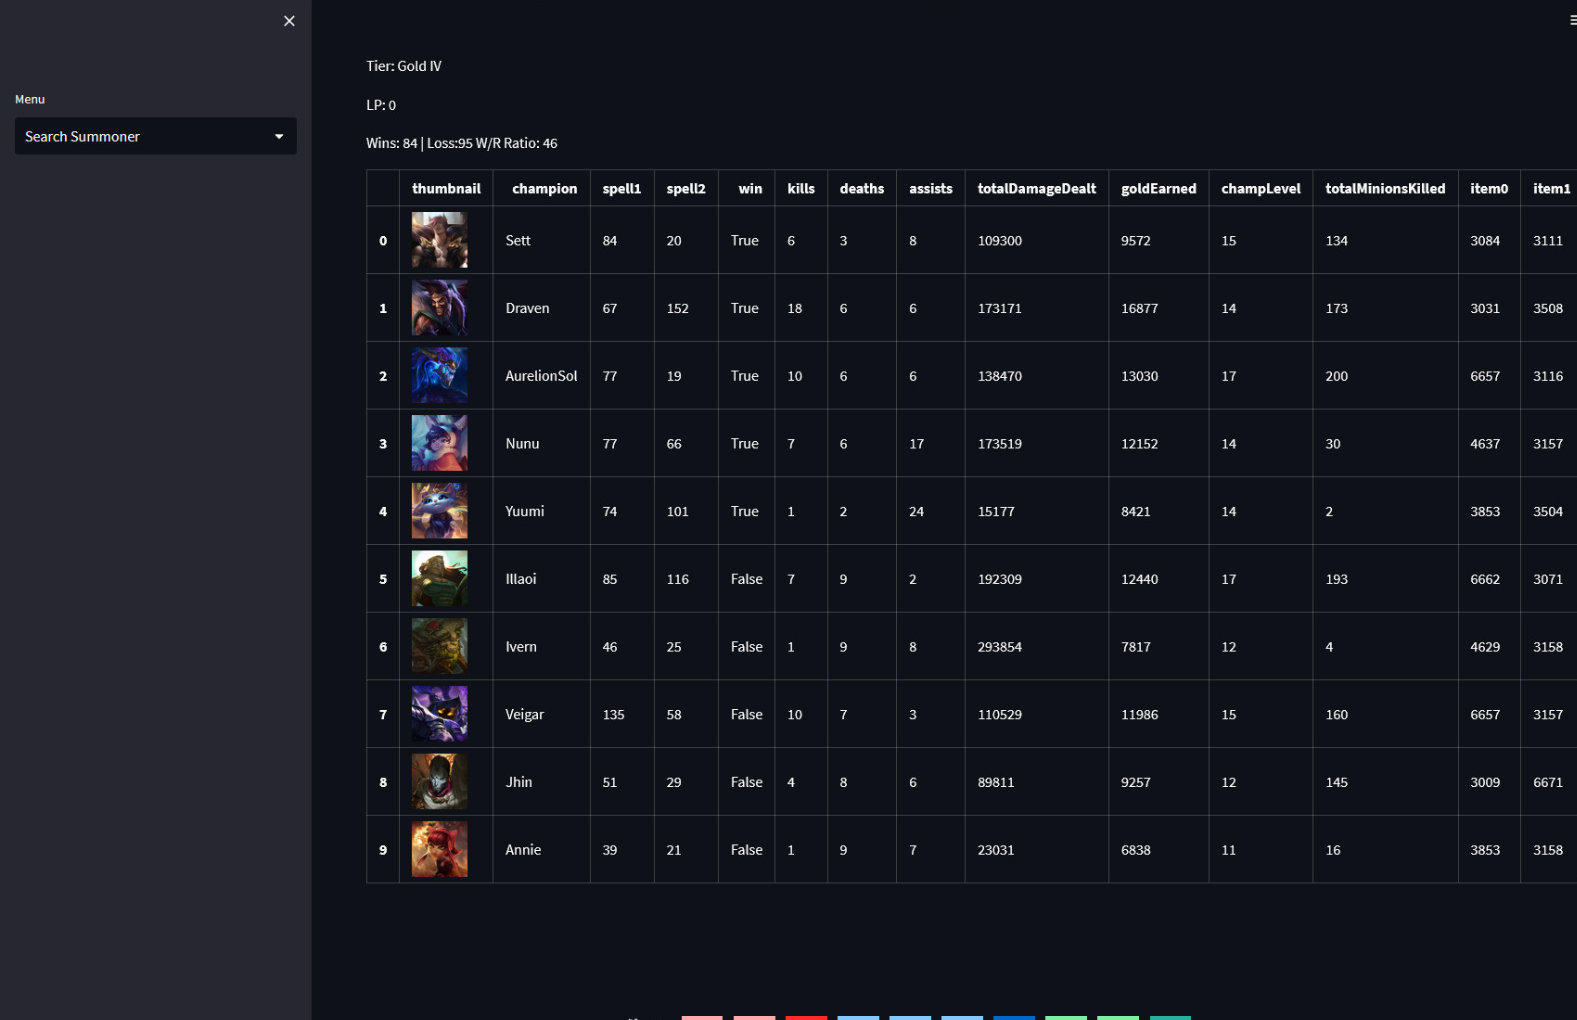 Menu
Search Summoner
Tier: Gold IV
LP: 0
Wins: 84 | Loss:95 W/R Ratio: 46
thumbnail champion spell1 spell2 win kills deaths assists totalDamageDealt goldEarned champLevel totalMinionsKilled item0 item1
0 Sett 84 20 True 6 3 8 109300 9572 15 134 3084 3111
1 Draven 67 152 True 18 6 6 173171 16877 14 173 3031 3508
2 AurelionSol 77 19 True 10 6 6 138470 13030 17 200 6657 3116
3 Nunu 77 66 True 7 6 17 173519 12152 14 30 4637 3157
4 Yuumi 74 101 True 1 2 24 15177 8421 14 2 3853 3504
5 Illaoi 85 116 False 7 9 2 192309 12440 17 193 6662 3071
6 Ivern 46 25 False 1 9 8 293854 7817 12 4 4629 3158
7 Veigar 135 58 False 10 7 3 110529 11986 15 160 6657 3157
8 Jhin 51 29 False 4 8 6 89811 9257 12 145 3009 6671
9 Annie 39 21 False 1 9 7 23031 6838 11 16 3853 3158